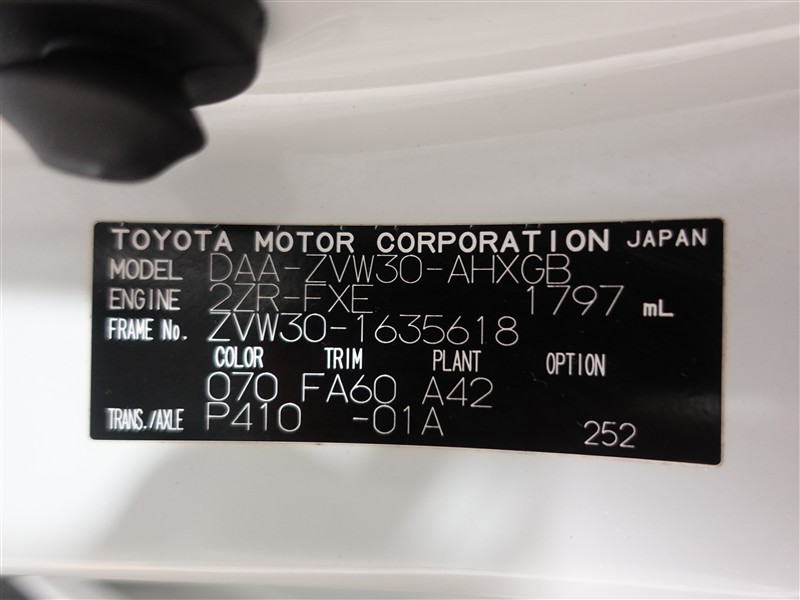 TOYOTA MOTOR CORPORATION JAPAN
MODEL DAA-ZVW30-AHXGB
ENGINE 2ZR-FXE 1797 mL
FRAME No. ZVW30-1635618
COLOR TRIM PLANT OPTION
070 FA60 A42
TRANS./AXLE P410 -01A 252